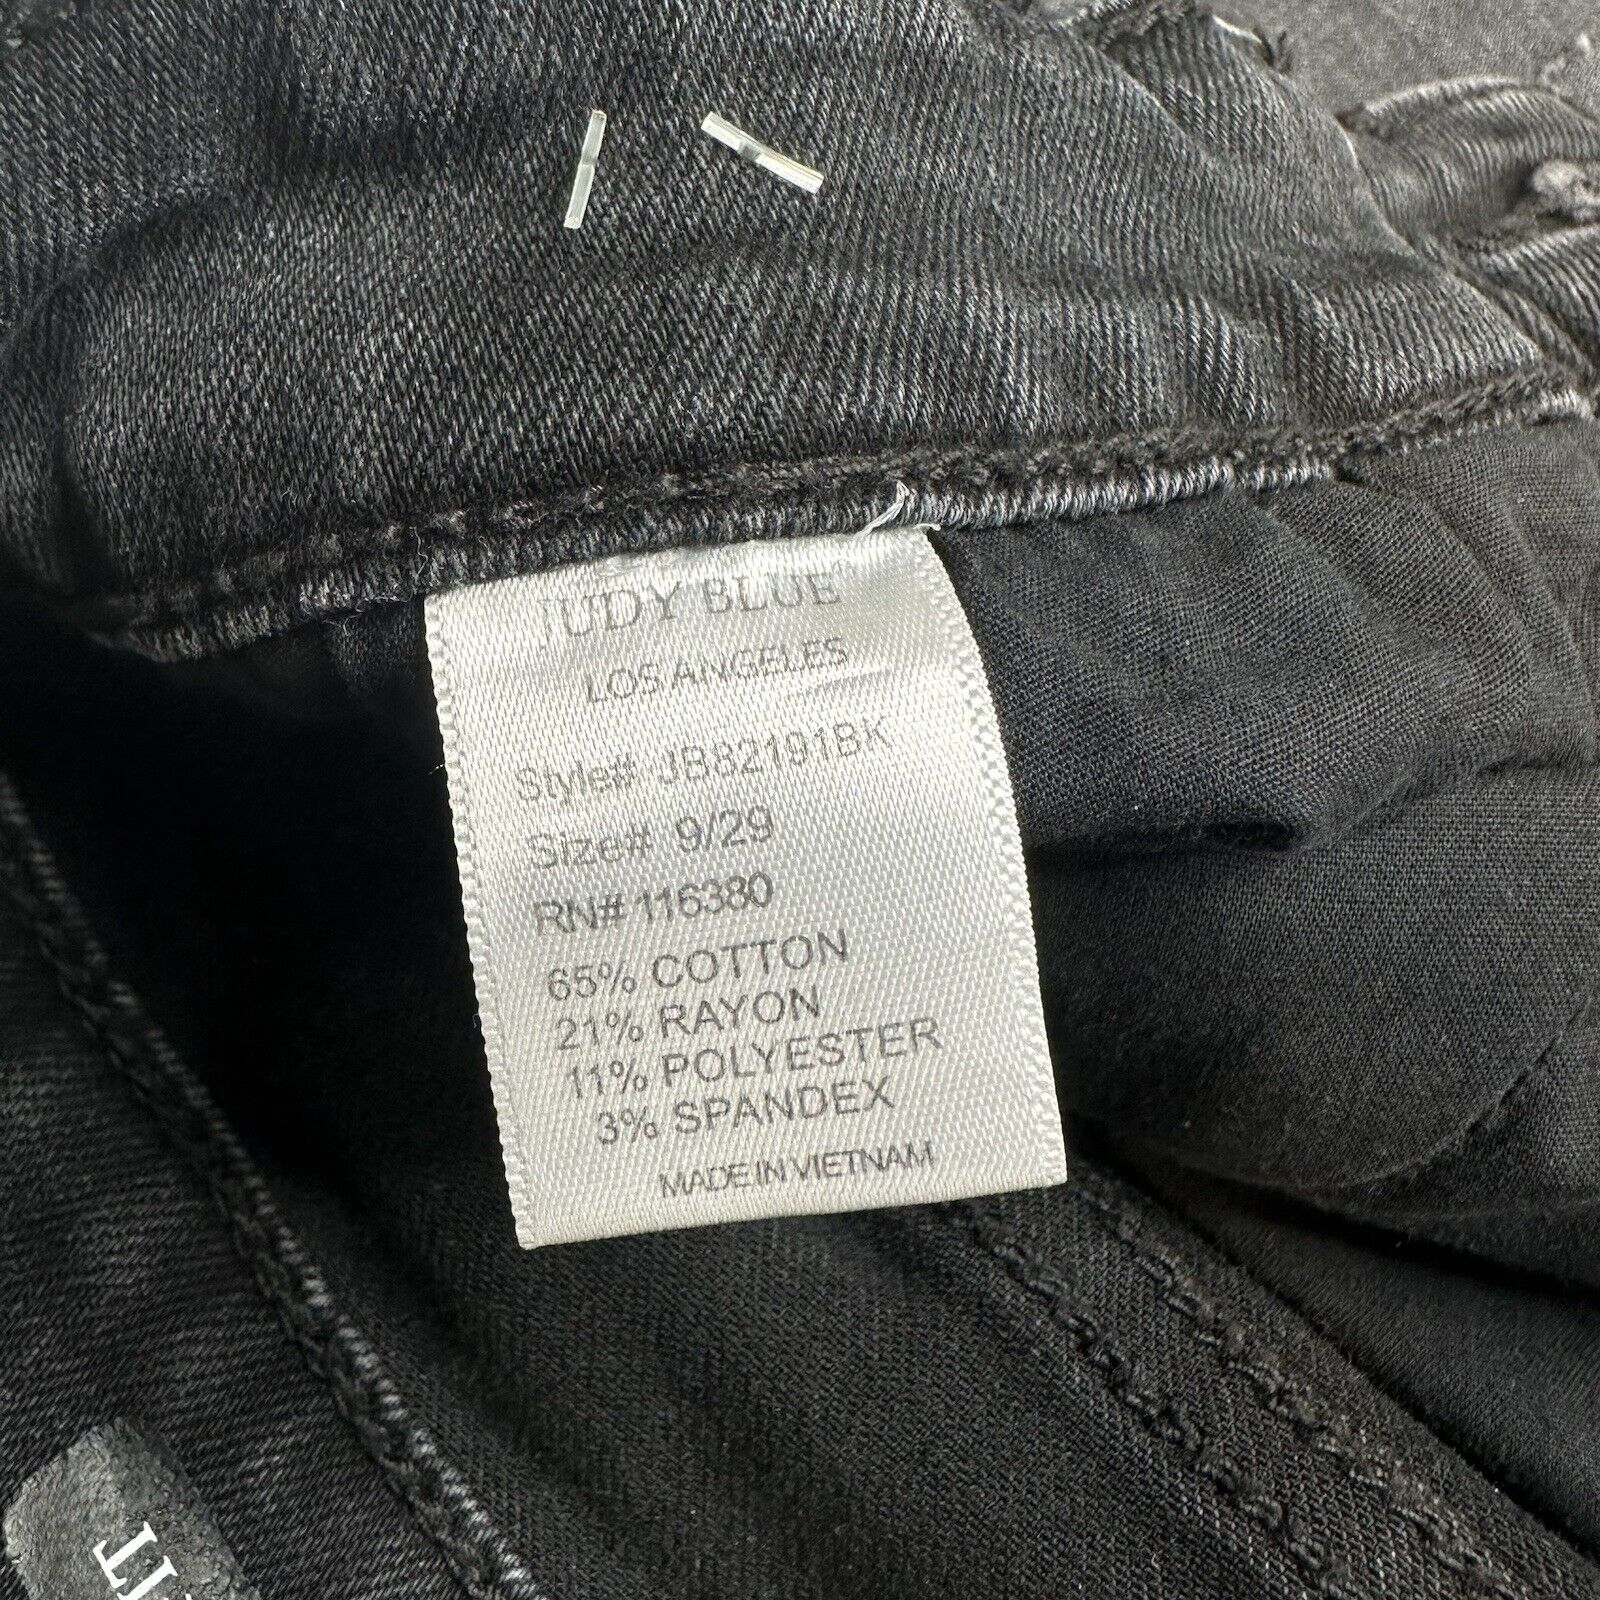 JUDY BLUE
LOS ANGELES
Style# JB82191BK
Size# 9/29
RN# 116380
65% COTTON
21% RAYON
11% POLYESTER
3% SPANDEX
MADE IN VIETNAM